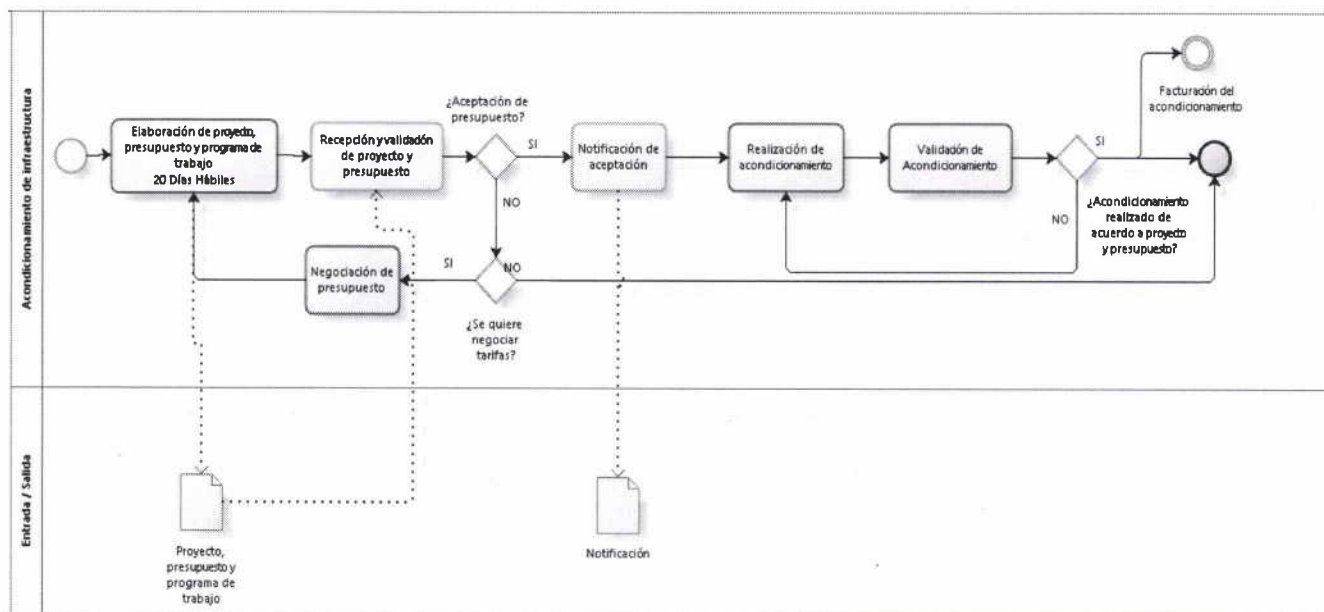 Acondicionamiento de infraestructura
Elaboración de proyecto,
presupuesto y programa de
trabajo
20 Días Hábiles
Recepción y validación
de proyecto y
presupuesto
¿Aceptación de
presupuesto?
SI
NO
Notificación de
aceptación
Realización de
acondicionamiento
Validación de
Acondicionamiento
SI
NO
¿Acondicionamiento
realizado de
acuerdo a proyecto
y presupuesto?
Facturación del
acondicionamiento
Negociación de
presupuesto
SI
NO
¿Se quiere
negociar
tarifas?
Entrada / Salida
Proyecto,
presupuesto y
programa de
trabajo
Notificación